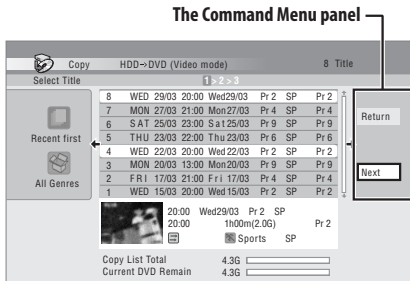 The Command Menu panel
Copy HDD→DVD (Video mode) 8 Title
Select Title 1 > 2 > 3
8 WED 29/03 20:00 Wed29/03 Pr 2 SP Pr 2
7 MON 27/03 21:00 Mon27/03 Pr 4 SP Pr 4
6 SAT 25/03 23:00 Sat25/03 Pr 9 SP Pr 9
5 THU 23/03 22:00 Thu23/03 Pr 6 SP Pr 6
4 WED 22/03 20:00 Wed22/03 Pr 2 SP Pr 2
3 MON 20/03 13:00 Mon20/03 Pr 9 SP Pr 9
2 FRI 17/03 21:00 Fri 17/03 Pr 4 SP Pr 4
1 WED 15/03 20:00 Wed15/03 Pr 2 SP Pr 2
Recent first
All Genres
Return
Next
20:00 Wed29/03 Pr 2 SP
20:00 1h00m(2.0G) Pr 2
Sports SP
Copy List Total 4.3G
Current DVD Remain 4.3G